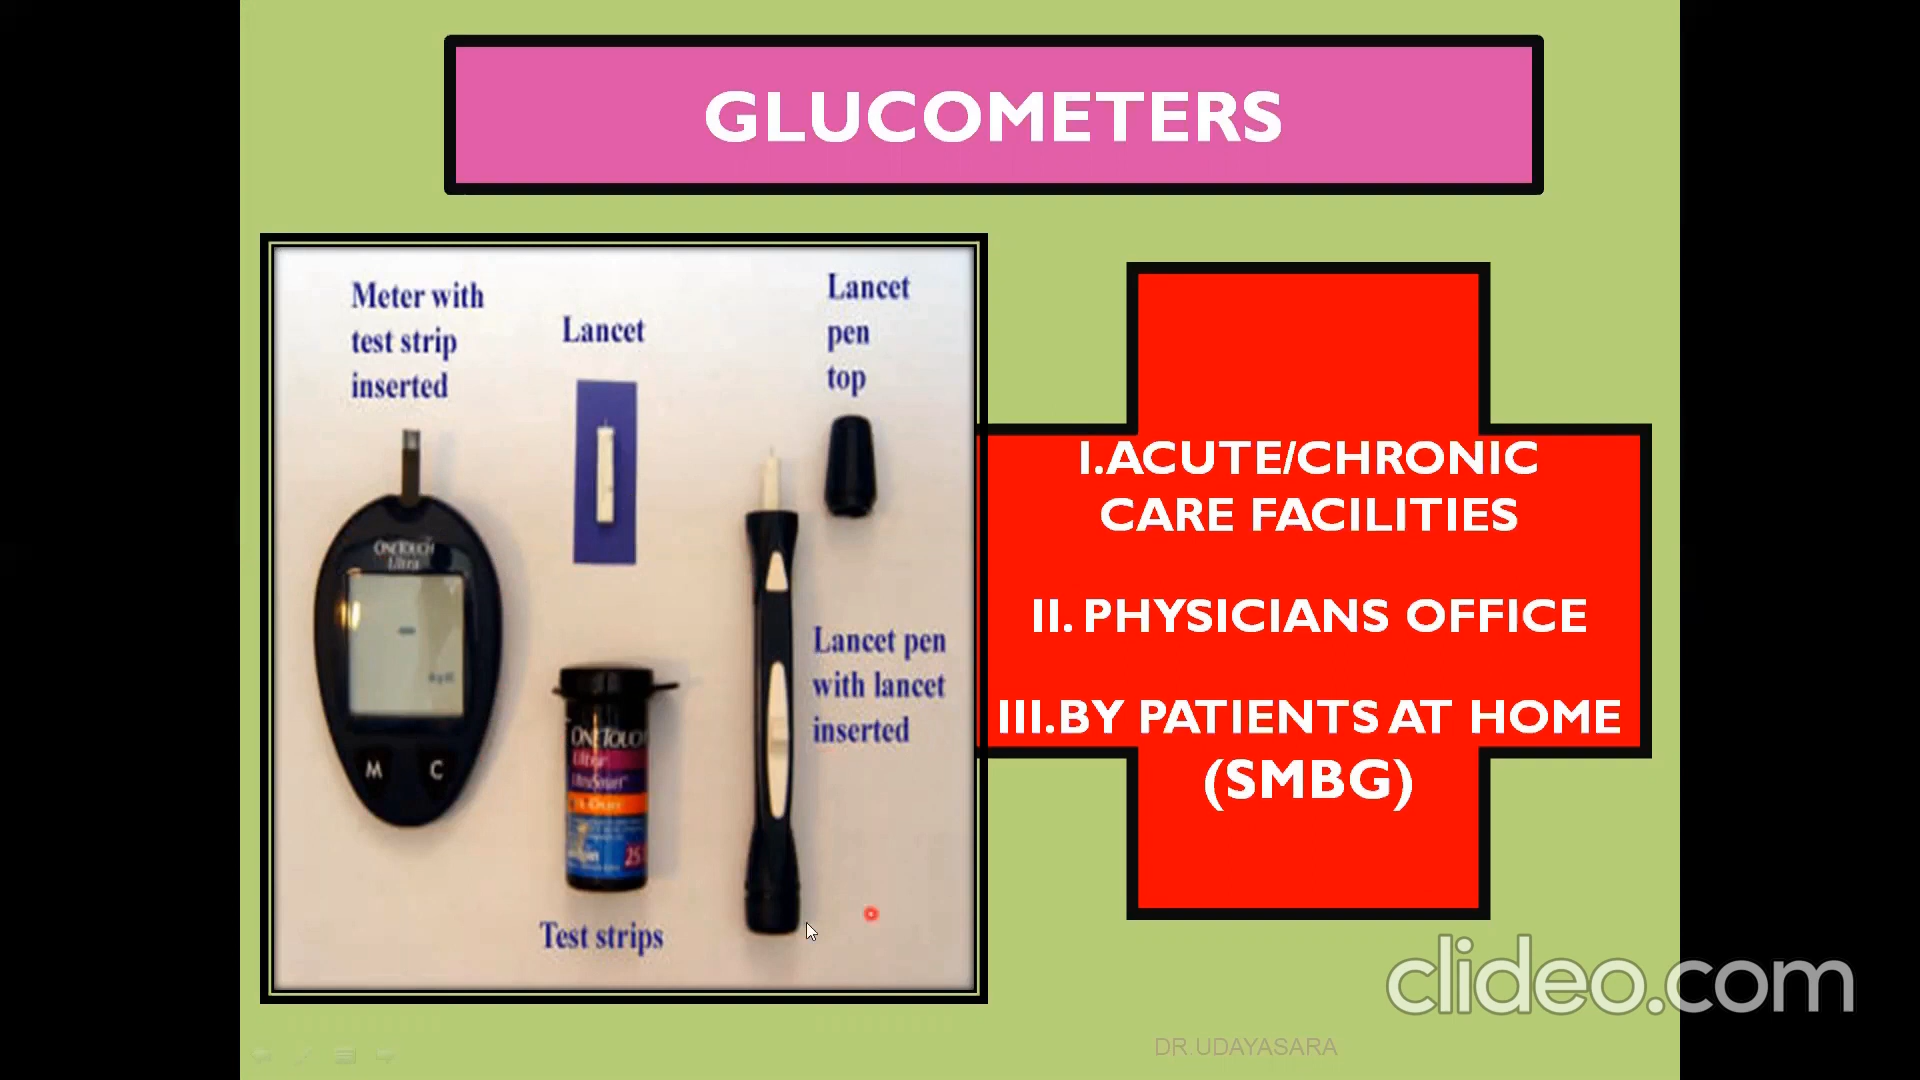 GLUCOMETERS
Meter with
test strip
inserted
Lancet
Lancet
pen
top
ONETOUCH
Ultra
M C
Lancet pen
with lancet
inserted
ONETOUCH
Ultra
25
Test strips
I.ACUTE/CHRONIC
CARE FACILITIES
II. PHYSICIANS OFFICE
III.BY PATIENTS AT HOME
(SMBG)
clideo.com
DR.UDAYASARA